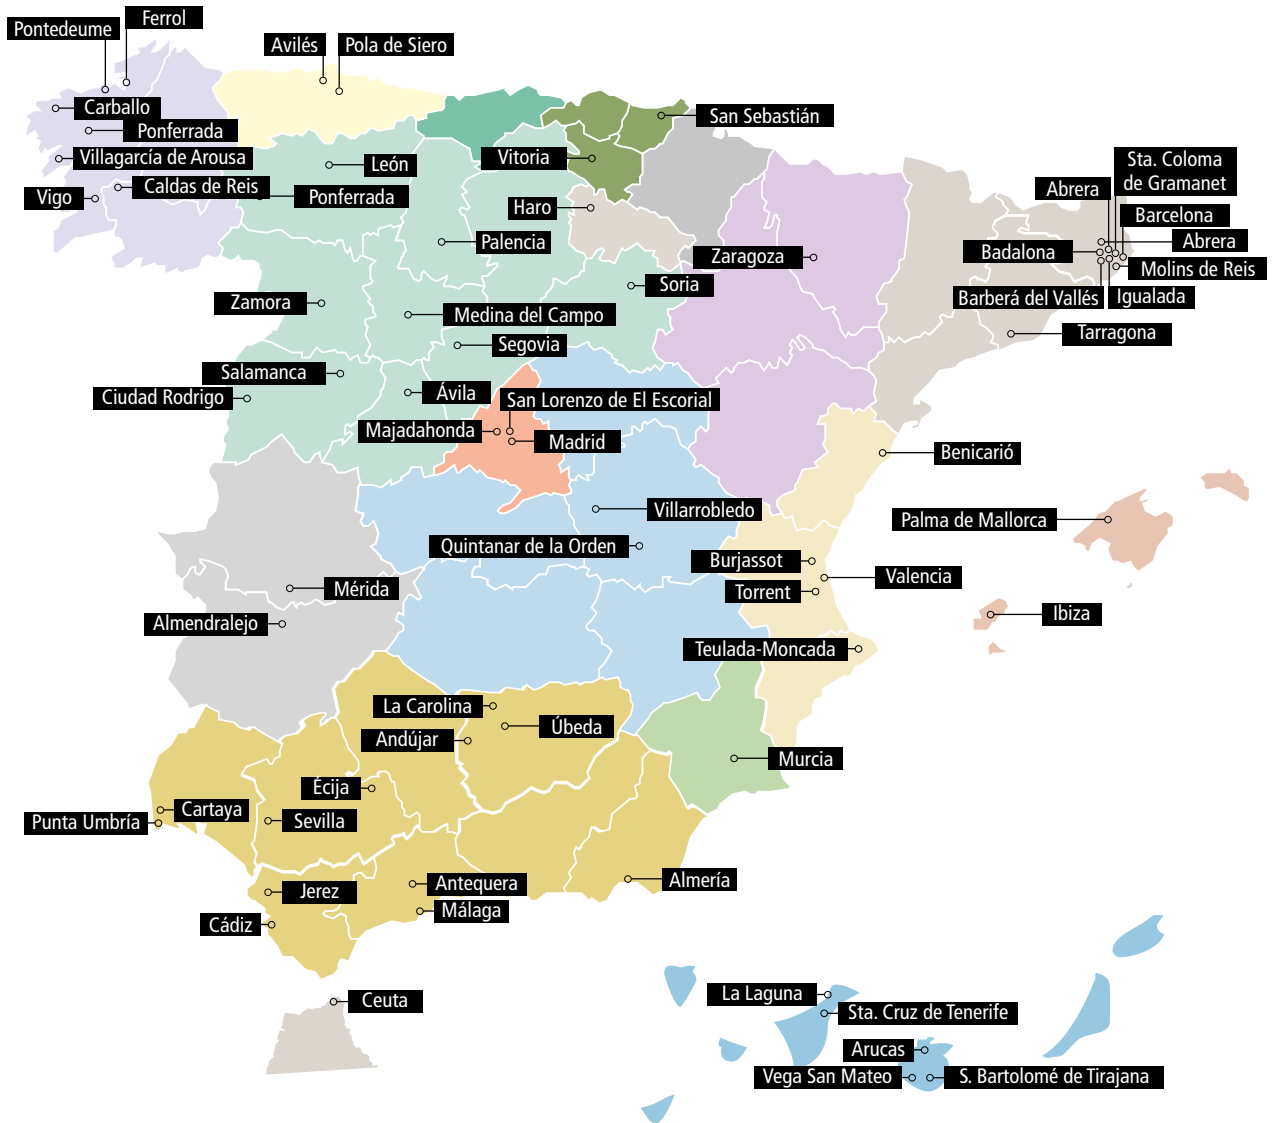 Ferrol
Pontedeume
Avilés
Pola de Siero
Carballo
San Sebastián
Ponferrada
Villagarcía de Arousa
Vitoria
León
Sta. Coloma
de Gramanet
Caldas de Reis
Abrera
Vigo
Ponferrada
Haro
Barcelona
Palencia
Abrera
Zaragoza
Badalona
Molins de Reis
Soria
Barberá del Vallés
Igualada
Zamora
Medina del Campo
Tarragona
Segovia
Salamanca
Ávila
Ciudad Rodrigo
San Lorenzo de El Escorial
Majadahonda
Madrid
Benicarió
Villarrobledo
Palma de Mallorca
Quintanar de la Orden
Burjassot
Valencia
Mérida
Torrent
Ibiza
Almendralejo
Teulada-Moncada
La Carolina
Úbeda
Andújar
Murcia
Écija
Cartaya
Punta Umbría
Sevilla
Almería
Jerez
Antequera
Málaga
Cádiz
La Laguna
Ceuta
Sta. Cruz de Tenerife
Arucas
Vega San Mateo
S. Bartolomé de Tirajana